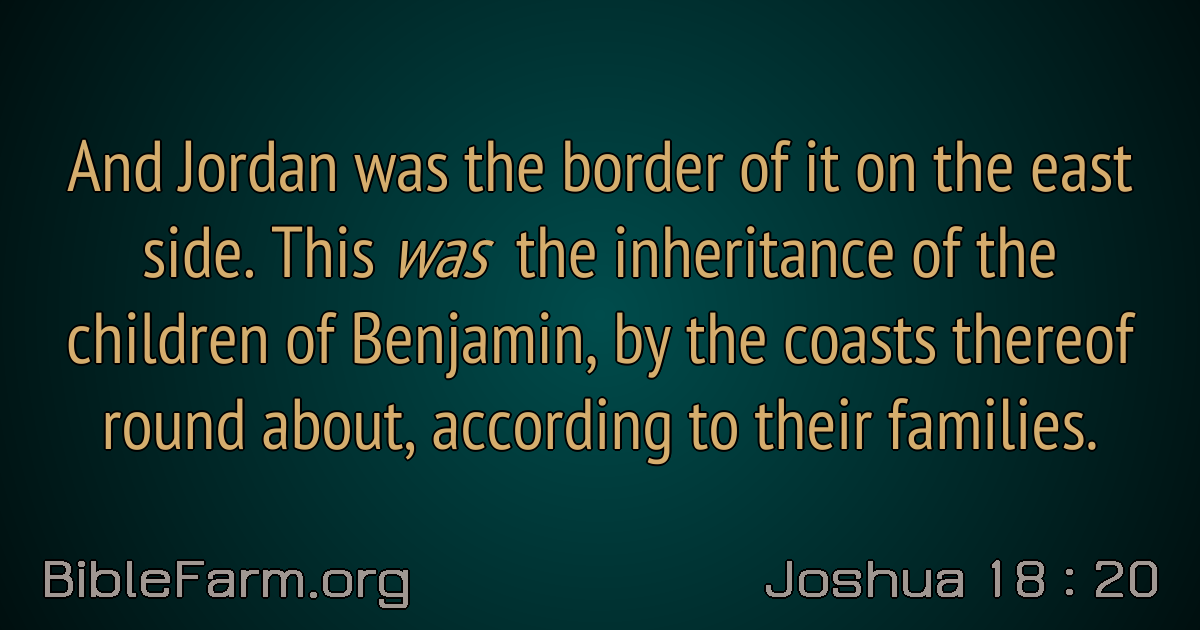 And Jordan was the border of it on the east
side. This was the inheritance of the
children of Benjamin, by the coasts thereof
round about, according to their families.
BibleFarm.org
Joshua 18 : 20